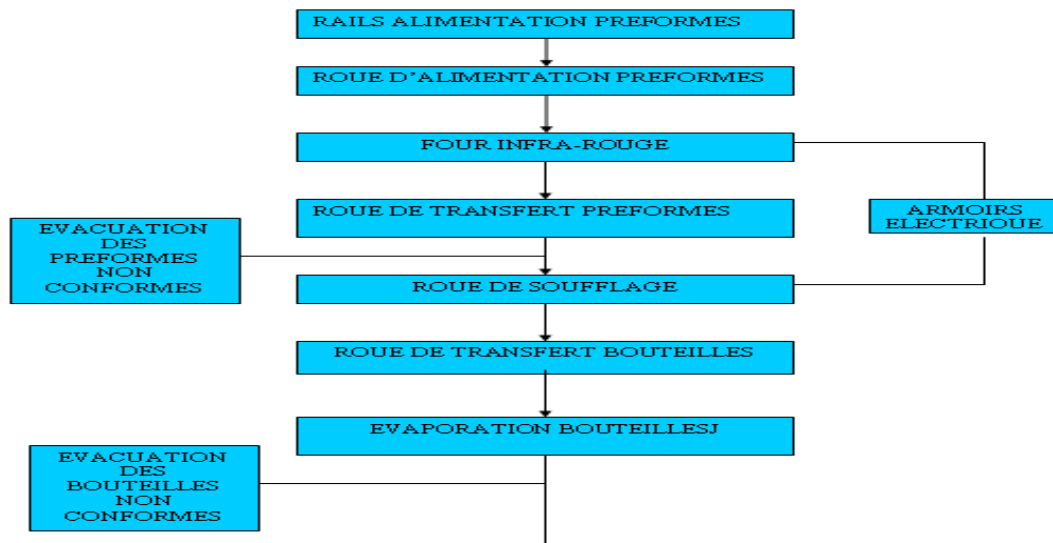 RAILS ALIMENTATION PREFORMES
ROUE D'ALIMENTATION PREFORMES
FOUR INFRA-ROUGE
ROUE DE TRANSFERT PREFORMES
ARMOIRS
ELECTRIQUE
EVACUATION
DES
PREFORMES
NON
CONFORMES
ROUE DE SOUFFLAGE
ROUE DE TRANSFERT BOUTEILLES
EVAPORATION BOUTEILLESJ
EVACUATION
DES
BOUTEILLES
NON
CONFORMES